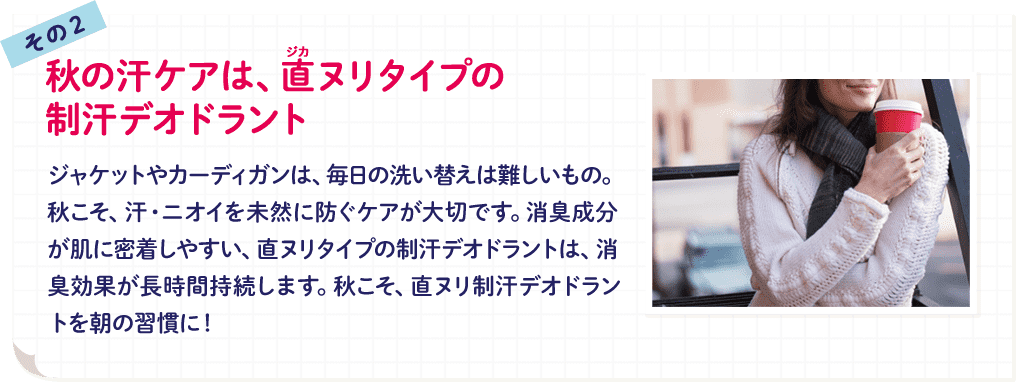 その2
秋の汗ケアは、直ヌリタイプの
ジカ
制汗デオドラント
ジャケットやカーディガンは、毎日の洗い替えは難しいもの。
秋こそ、汗・ニオイを未然に防ぐケアが大切です。消臭成分
が肌に密着しやすい、直ヌリタイプの制汗デオドラントは、消
臭効果が長時間持続します。秋こそ、直ヌリ制汗デオドラン
トを朝の習慣に!